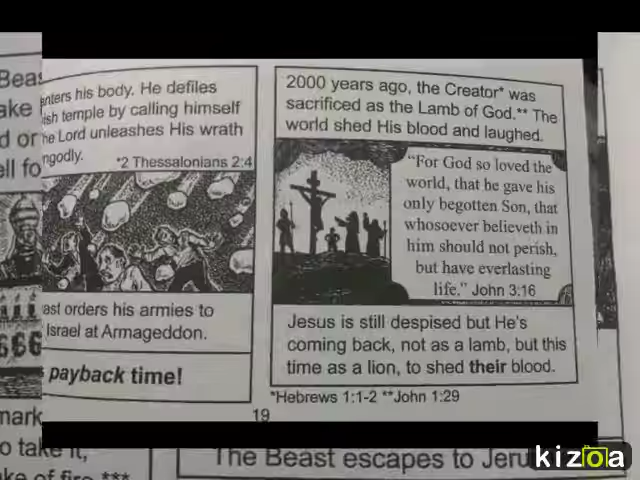 Beas
ake
d or
ell fo
666
mark
o take it,
ke of fire.***
enters his body. He defiles
ish temple by calling himself
he Lord unleashes His wrath
ngodly.
*2 Thessalonians 2:4
ast orders his armies to
Israel at Armageddon.
payback time!
2000 years ago, the Creator* was
sacrificed as the Lamb of God.** The
world shed His blood and laughed.
“For God so loved the
world, that he gave his
only begotten Son, that
whosoever believeth in
him should not perish,
but have everlasting
life.” John 3:16
Jesus is still despised but He's
coming back, not as a lamb, but this
time as a lion, to shed their blood.
*Hebrews 1:1-2 **John 1:29
19
The Beast escapes to Jeru
kizoa